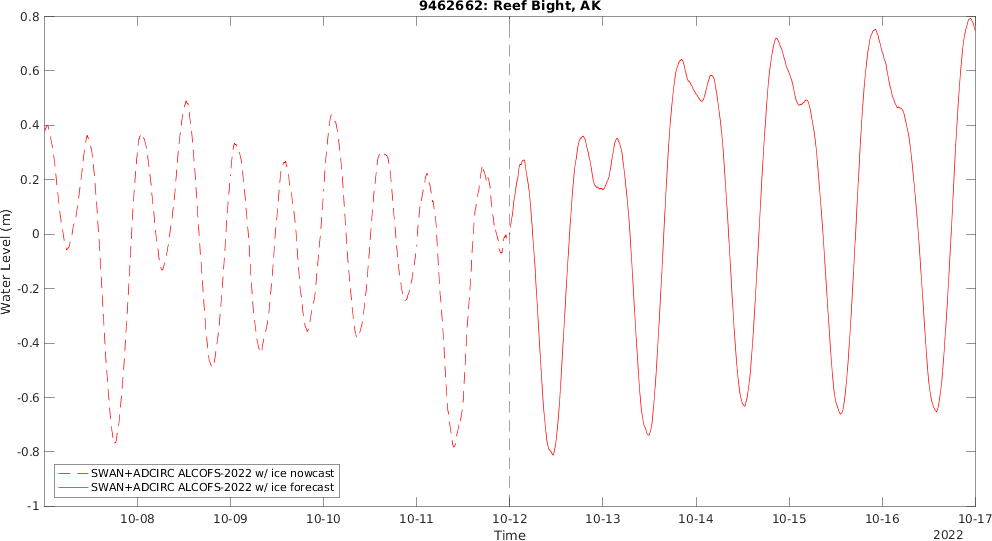 9462662: Reef Bight, AK
0.8
0.6
0.4
0.2
0
-0.2
-0.4
-0.6
-0.8
-1
Water Level (m)
SWAN+ADCIRC ALCOFS-2022 w/ ice nowcast
SWAN+ADCIRC ALCOFS-2022 w/ ice forecast
10-08 10-09 10-10 10-11 10-12 10-13 10-14 10-15 10-16 10-17
Time
2022